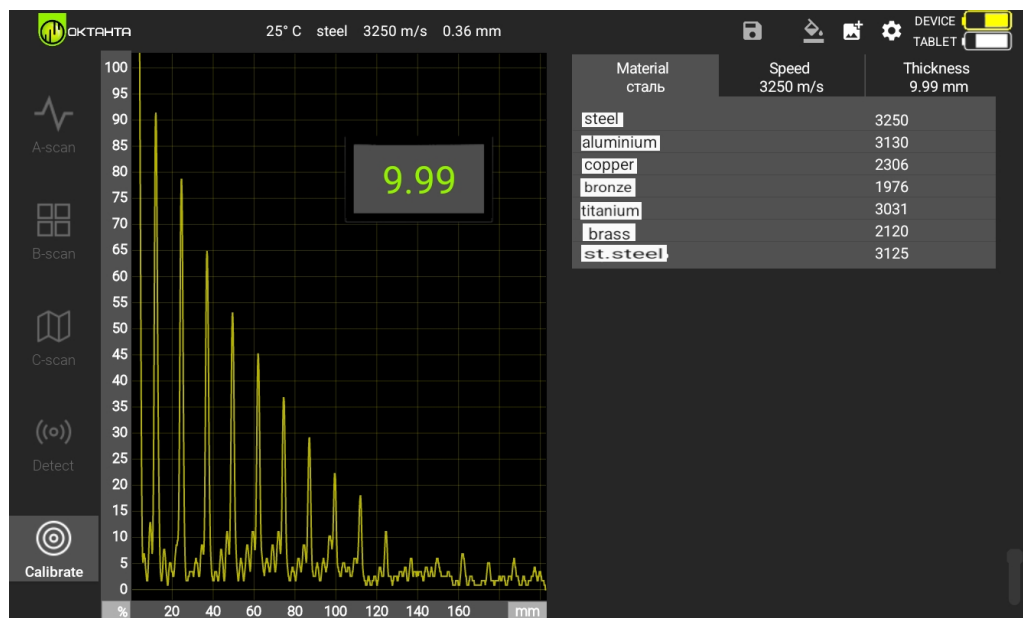 ОКТАНТА
25° C steel 3250 m/s 0.36 mm
DEVICE
TABLET
A-scan
B-scan
C-scan
Detect
Calibrate
100
95
90
85
80
75
70
65
60
55
50
45
40
35
30
25
20
15
10
5
0
% 20 40 60 80 100 120 140 160 mm
9.99
Material Speed Thickness
сталь 3250 m/s 9.99 mm
steel 3250
aluminium 3130
copper 2306
bronze 1976
titanium 3031
brass 2120
st.steel 3125